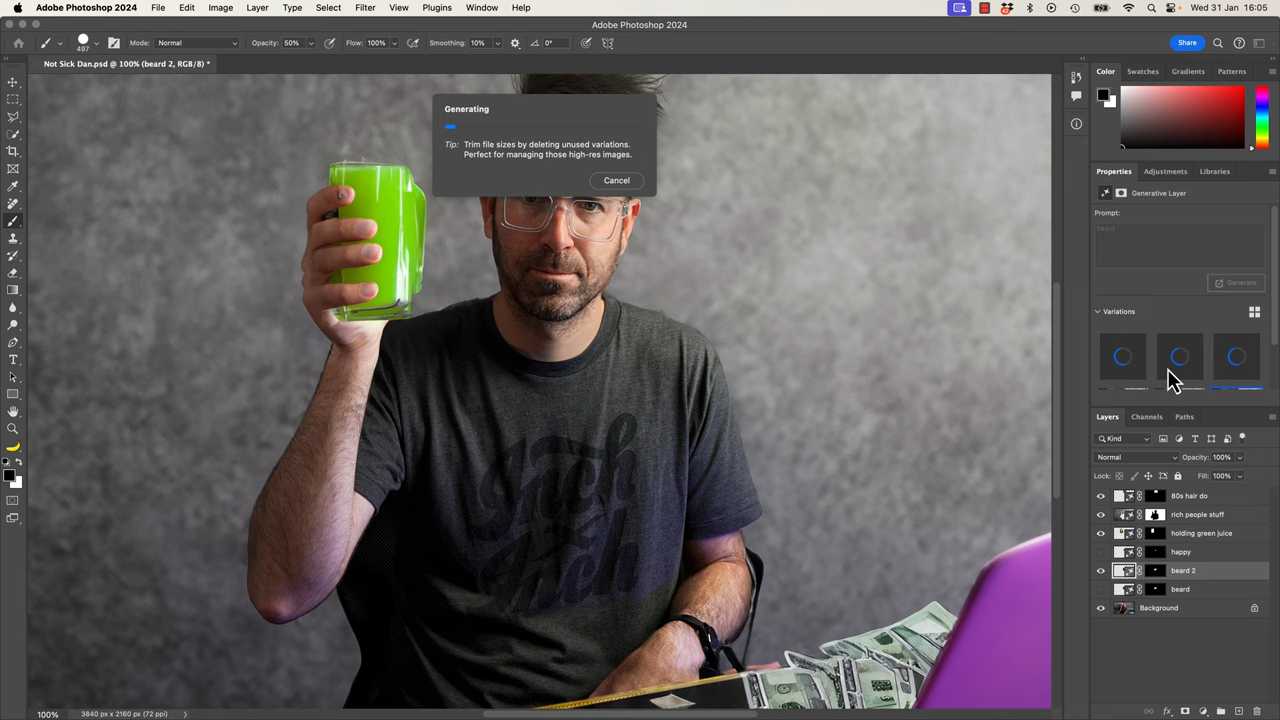 Adobe Photoshop 2024 File Edit Image Layer Type Select Filter View Plugins Window Help Wed 31 Jan 16:05
Adobe Photoshop 2024
497 Mode: Normal Opacity: 50% Flow: 100% Smoothing: 10% 0° Share
Not Sick Dan.psd @ 100% (beard 2, RGB/8) *
Color Swatches Gradients Patterns
Generating
Tip: Trim file sizes by deleting unused variations.
Perfect for managing those high-res images.
Cancel
Properties Adjustments Libraries
Generative Layer
Prompt:
beard
Generate
Variations
Layers Channels Paths
Kind
Normal Opacity: 100%
Lock: Fill: 100%
80s hair do
rich people stuff
holding green juice
happy
beard 2
beard
Background
100% 3840 px x 2160 px (72 ppi)